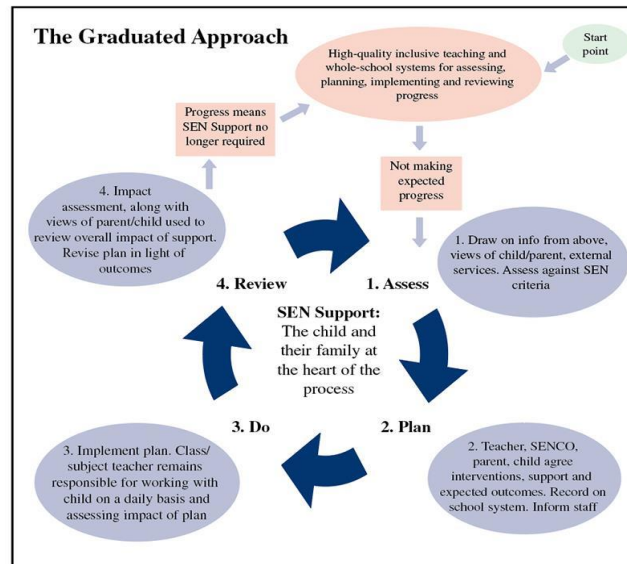 The Graduated Approach
High-quality inclusive teaching and
whole-school systems for assessing,
planning, implementing and reviewing
progress
Start
point
Progress means
SEN Support no
longer required
Not making
expected
progress
4. Impact
assessment, along with
views of parent/child used to
review overall impact of support.
Revise plan in light of
outcomes
1. Draw on info from above,
views of child/parent, external
services. Assess against SEN
criteria
4. Review
1. Assess
SEN Support:
The child and
their family at
the heart of the
process
3. Do
2. Plan
3. Implement plan. Class/
subject teacher remains
responsible for working with
child on a daily basis and
assessing impact of plan
2. Teacher, SENCO,
parent, child agree
interventions, support and
expected outcomes. Record on
school system. Inform staff